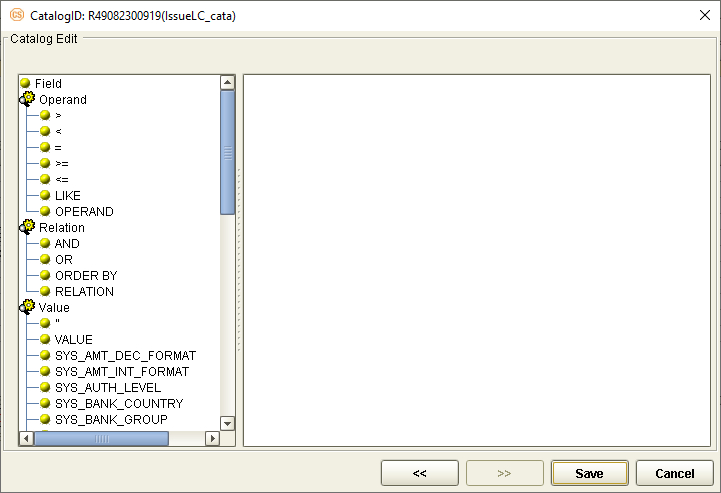 CatalogID: R49082300919(IssueLC_cata)
Catalog Edit
Field
Operand
>
<
=
>=
<=
LIKE
OPERAND
Relation
AND
OR
ORDER BY
RELATION
Value
"
VALUE
SYS_AMT_DEC_FORMAT
SYS_AMT_INT_FORMAT
SYS_AUTH_LEVEL
SYS_BANK_COUNTRY
SYS_BANK_GROUP
<< >> Save Cancel